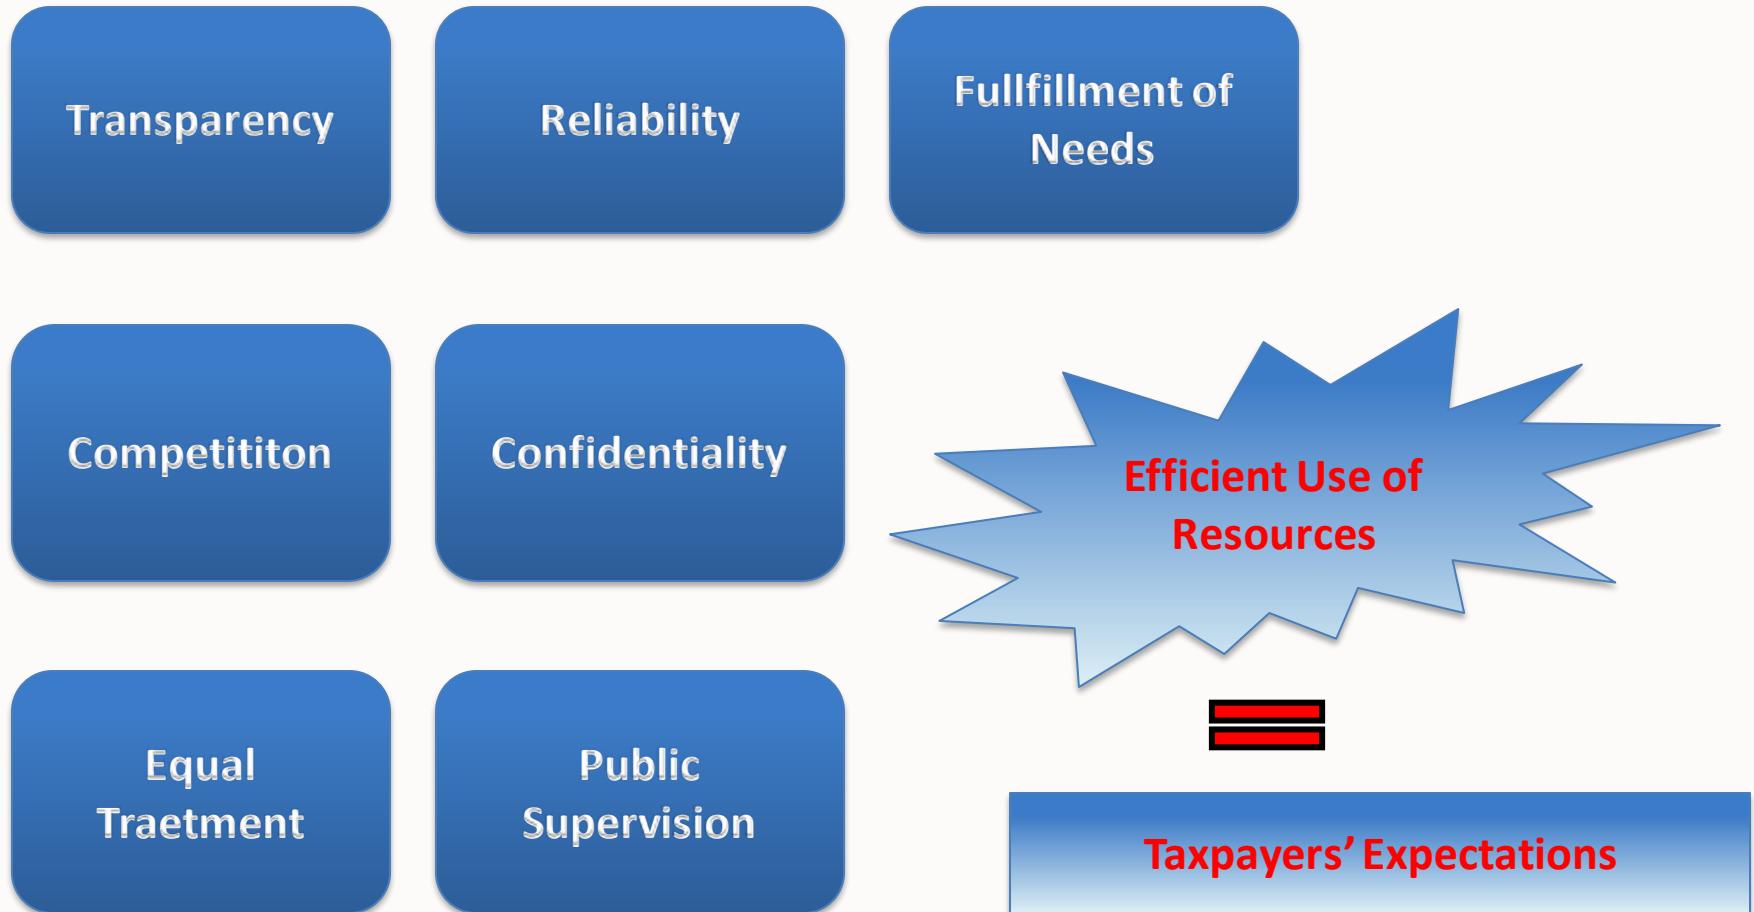 Transparency
Reliability
Fullfillment of
Needs
Competititon
Confidentiality
Efficient Use of
Resources
Equal
Traetment
Public
Supervision
Taxpayers’ Expectations